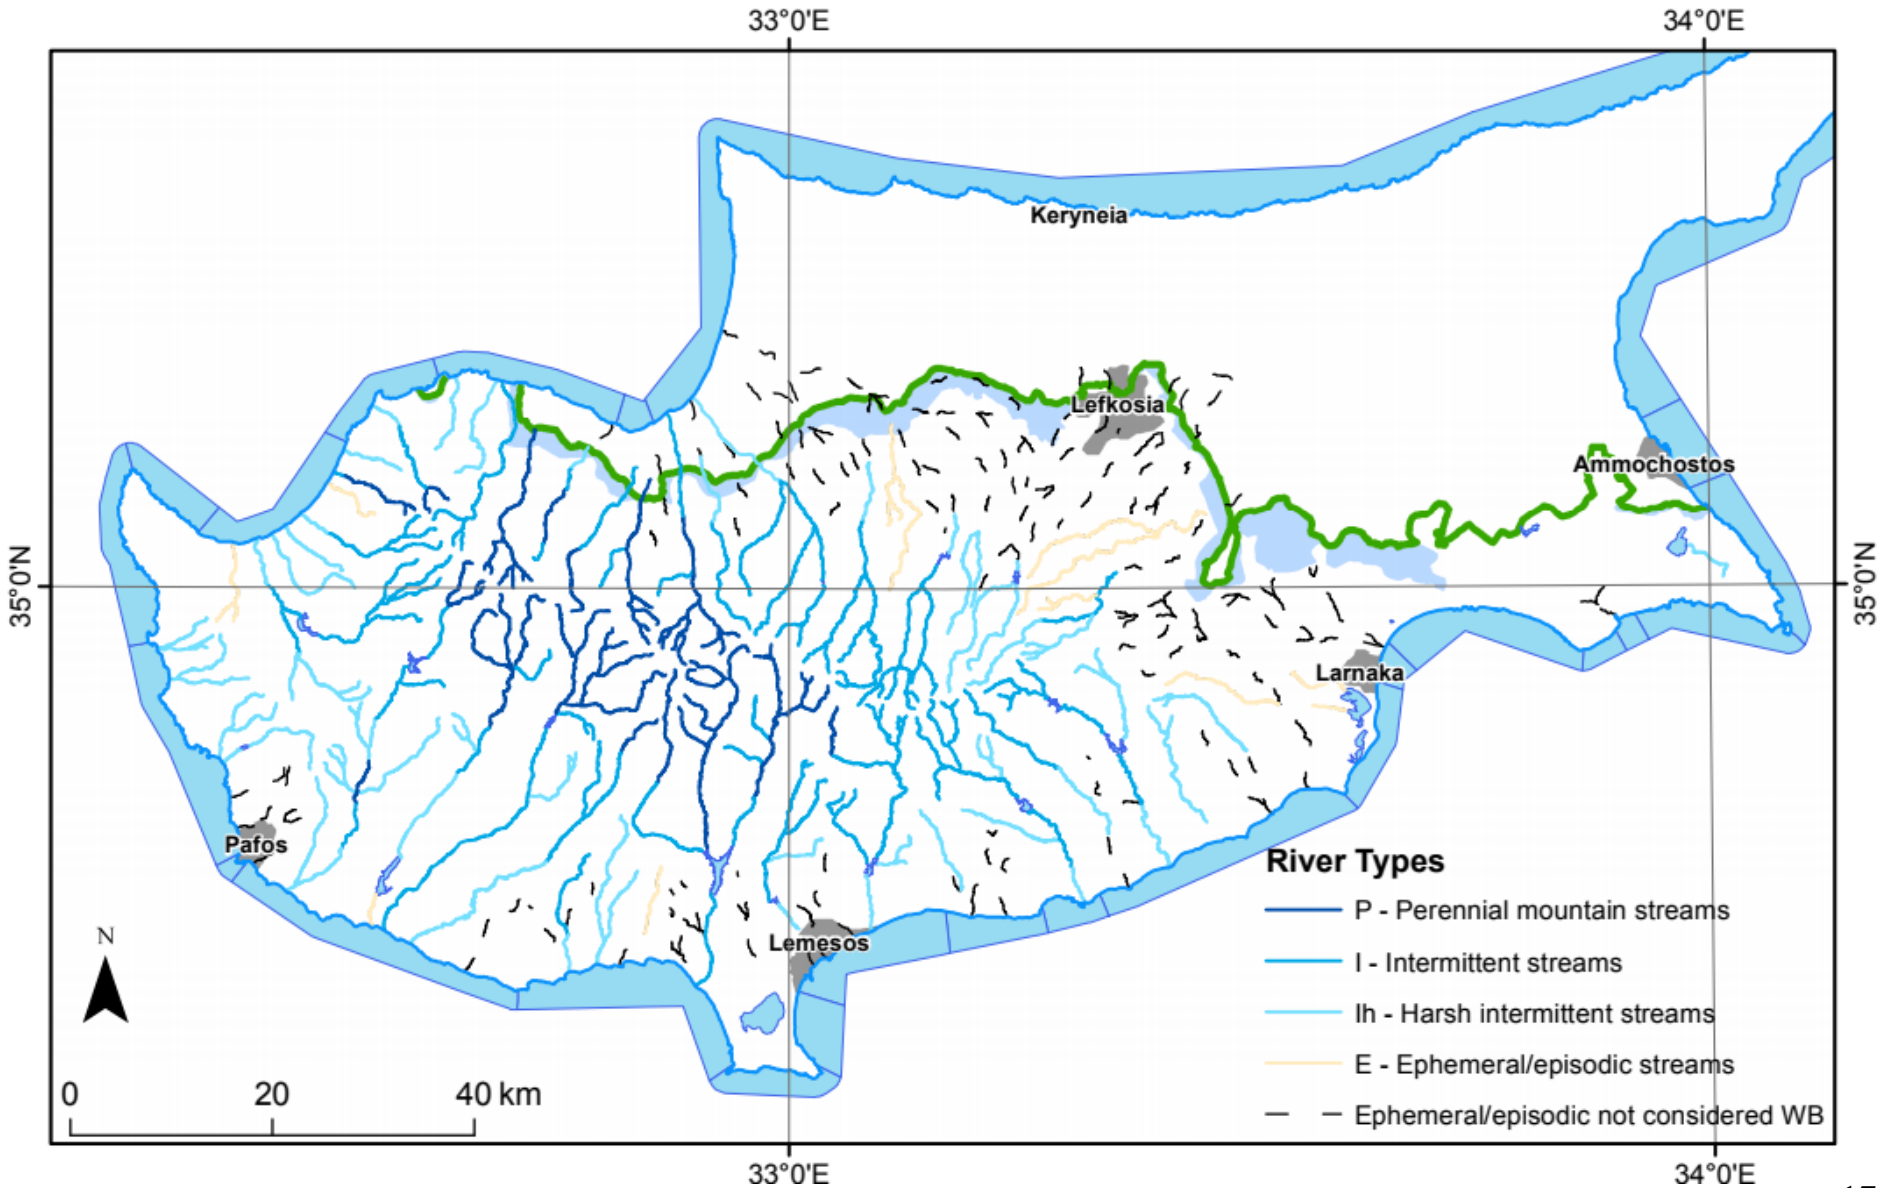 33°0'E
34°0'E
Keryneia
Lefkosia
Ammochostos
35°0'N
35°0'N
Larnaka
Pafos
River Types
P - Perennial mountain streams
N
Lemesos
I - Intermittent streams
Ih - Harsh intermittent streams
E - Ephemeral/episodic streams
0 20 40 km
Ephemeral/episodic not considered WB
33°0'E
34°0'E